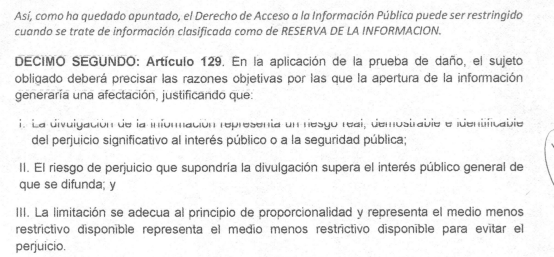 Así, como ha quedado apuntado, el Derecho de Acceso a la Información Pública puede ser restringido
cuando se trate de información clasificada como de RESERVA DE LA INFORMACION.
DECIMO SEGUNDO: Artículo 129. En la aplicación de la prueba de daño, el sujeto
obligado deberá precisar las razones objetivas por las que la apertura de la información
generaría una afectación, justificando que:
I. La divulgación de la información representa un riesgo real, demostrable e identificable
del perjuicio significativo al interés público o a la seguridad pública;
II. El riesgo de perjuicio que supondría la divulgación supera el interés público general de
que se difunda; y
III. La limitación se adecua al principio de proporcionalidad y representa el medio menos
restrictivo disponible representa el medio menos restrictivo disponible para evitar el
perjuicio.